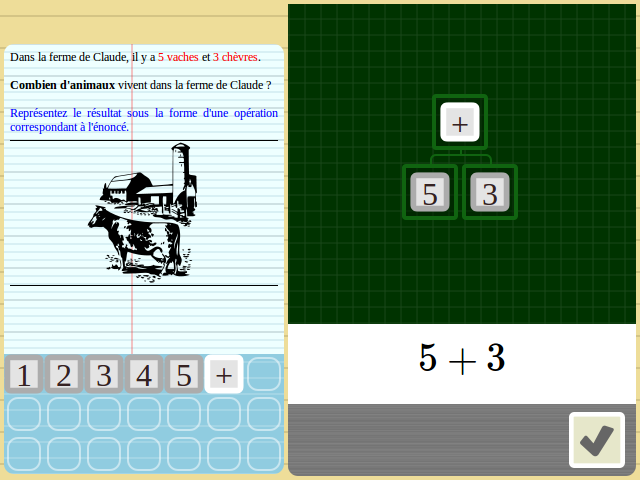 Dans la ferme de Claude, il y a 5 vaches et 3 chèvres.
Combien d'animaux vivent dans la ferme de Claude ?
Représentez le résultat sous la forme d'une opération
correspondant à l'énoncé.
+
5 3
5 + 3
1 2 3 4 5 +